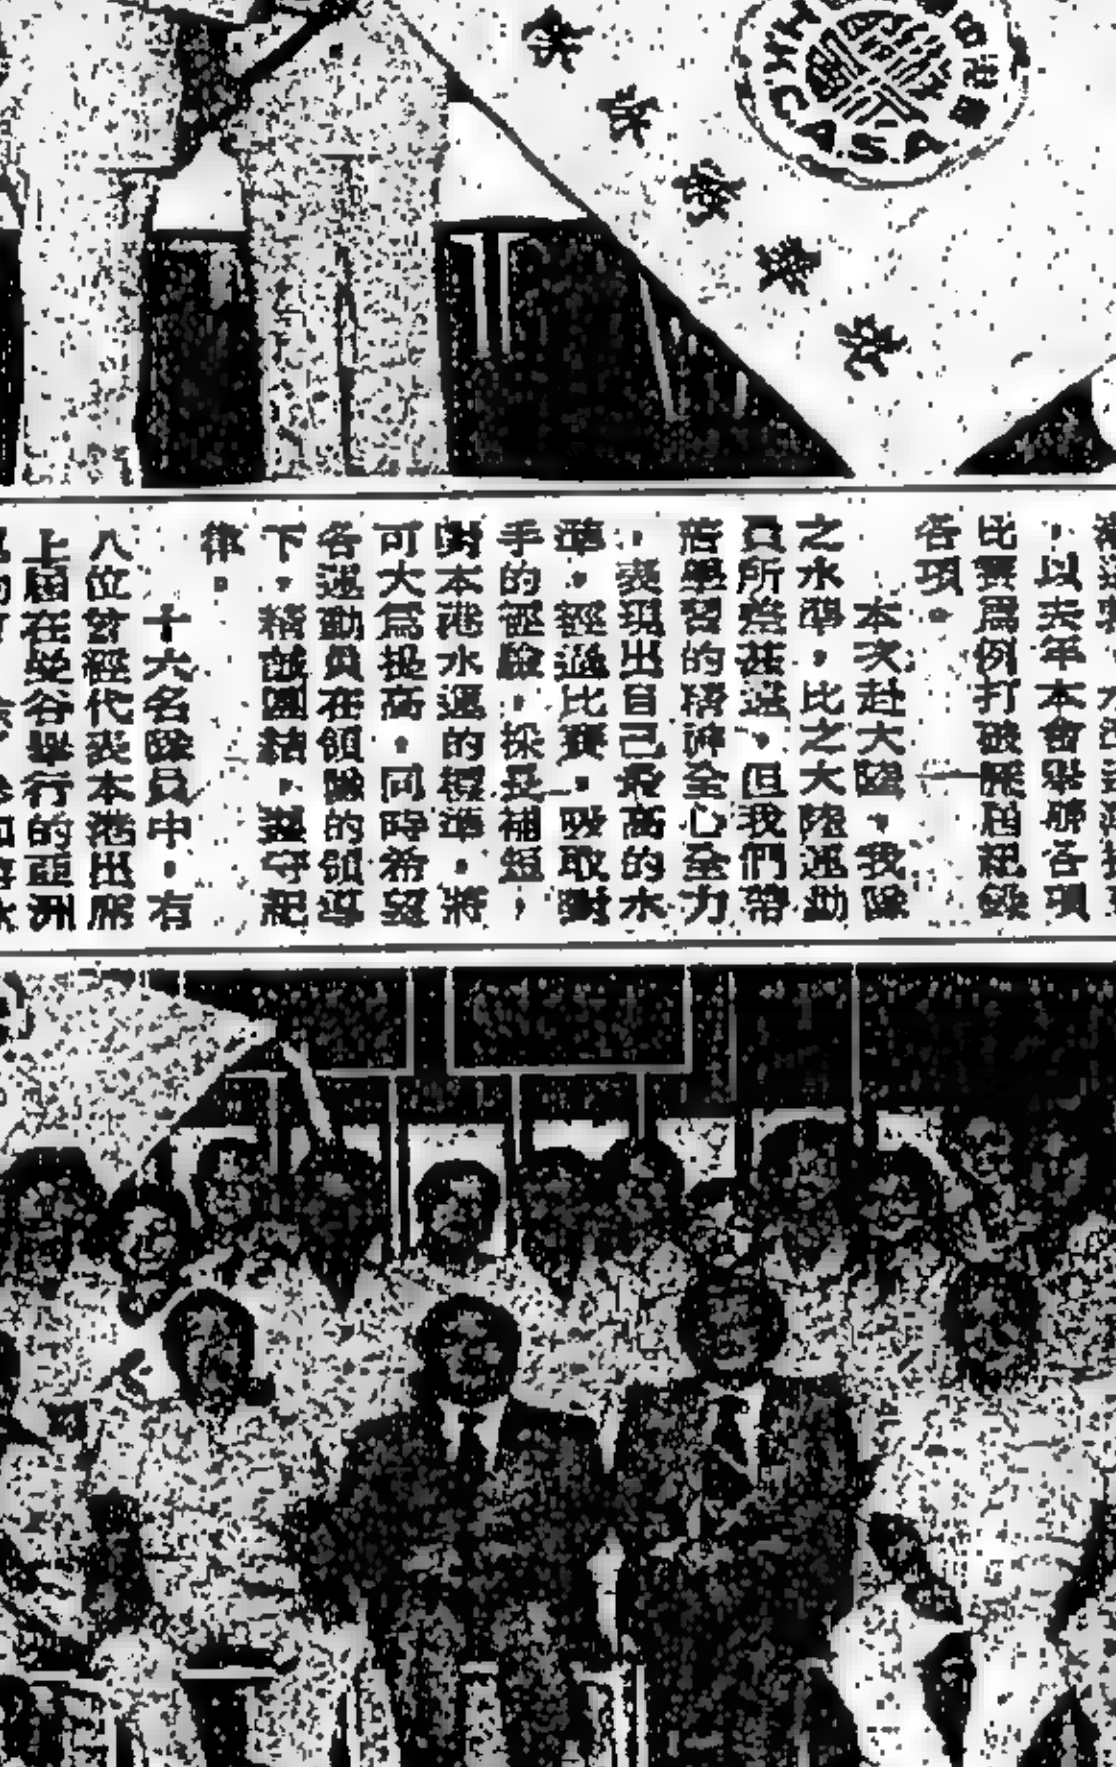 H K C A.S.A
，以去年本會舉辦各項
比賽爲例打破歷屆紀錄
各項。
本次赴大陸，我隊
之水準，比之大陸運動
員所差甚遠，但我們帶
著學習的精神全心全力
，表現出自己最高的水
準。經過比賽，吸取對
手的經驗，採長補短，
對本港水運的標準，將
可大爲提高，同時希望
各運動員在領隊的領導
下，精誠團結，遵守紀
律。
十六名隊員中，有
八位曾經代表本港出席
上屆在曼谷舉行的亞洲